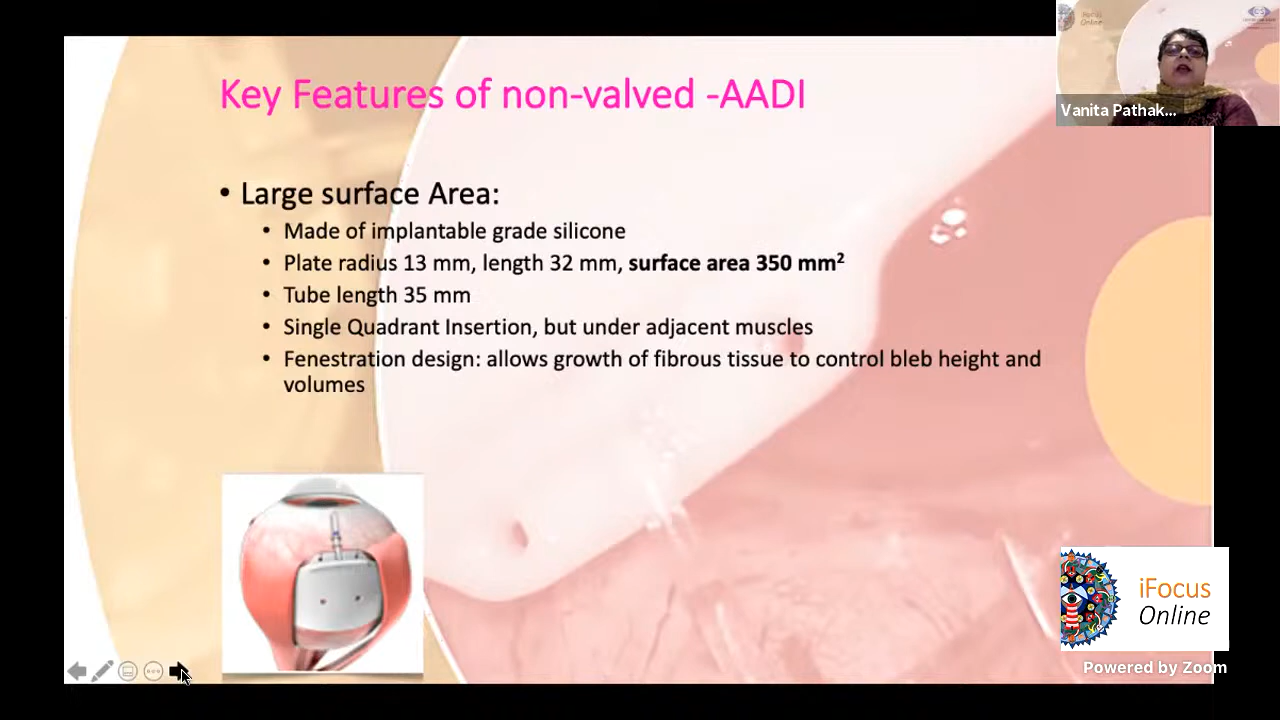 Key Features of non-valved -AADI
• Large surface Area:
• Made of implantable grade silicone
• Plate radius 13 mm, length 32 mm, surface area 350 mm²
• Tube length 35 mm
• Single Quadrant Insertion, but under adjacent muscles
• Fenestration design: allows growth of fibrous tissue to control bleb height and
volumes
iFocus
Online
Vanita Pathak...
iFocus
Online
Powered by Zoom